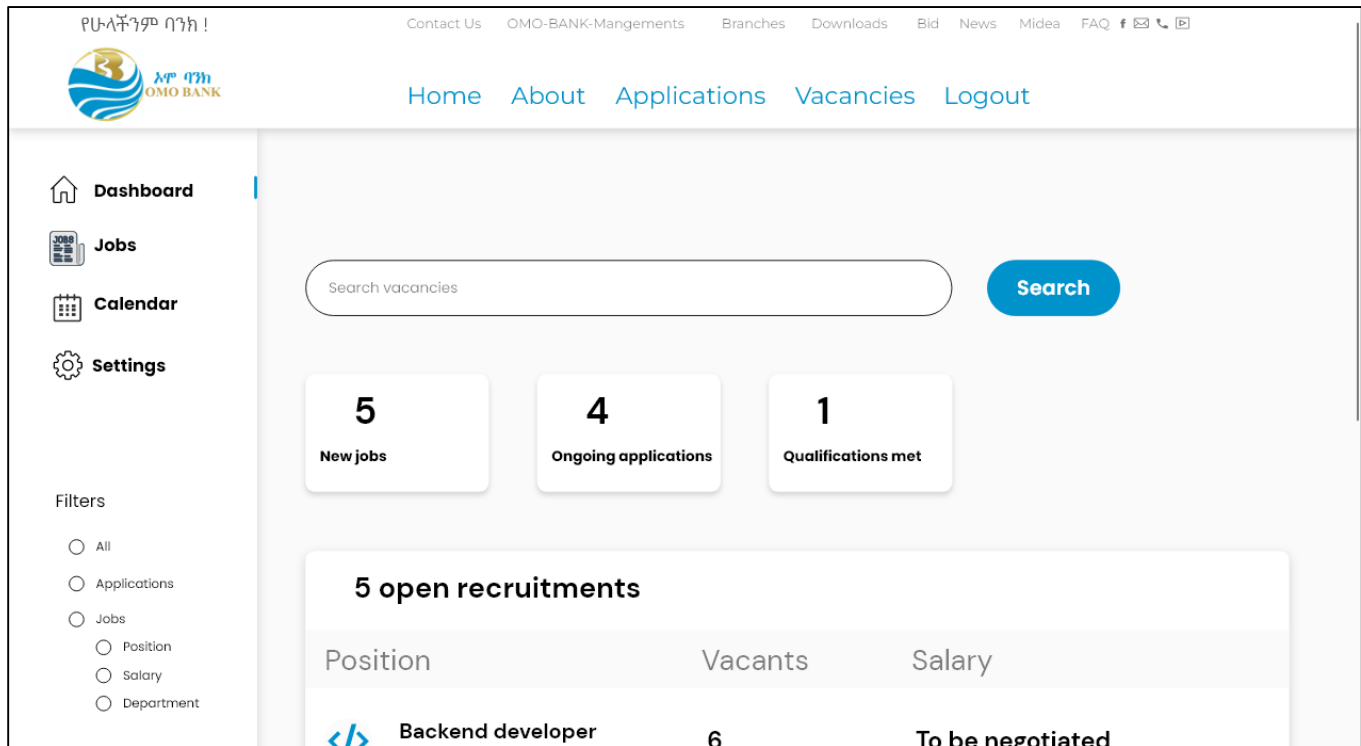 የሁላችንም ባንክ !
Contact Us OMO-BANK-Mangements Branches Downloads Bid News Midea FAQ
ኦሞ ባንክ
OMO BANK
Home About Applications Vacancies Logout
Dashboard
JOBS
Jobs
Calendar
Settings
Search vacancies
Search
5
New jobs
4
Ongoing applications
1
Qualifications met
Filters
All
Applications
Jobs
Position
Salary
Department
5 open recruitments
Position Vacants Salary
Backend developer 6 To be negotiated